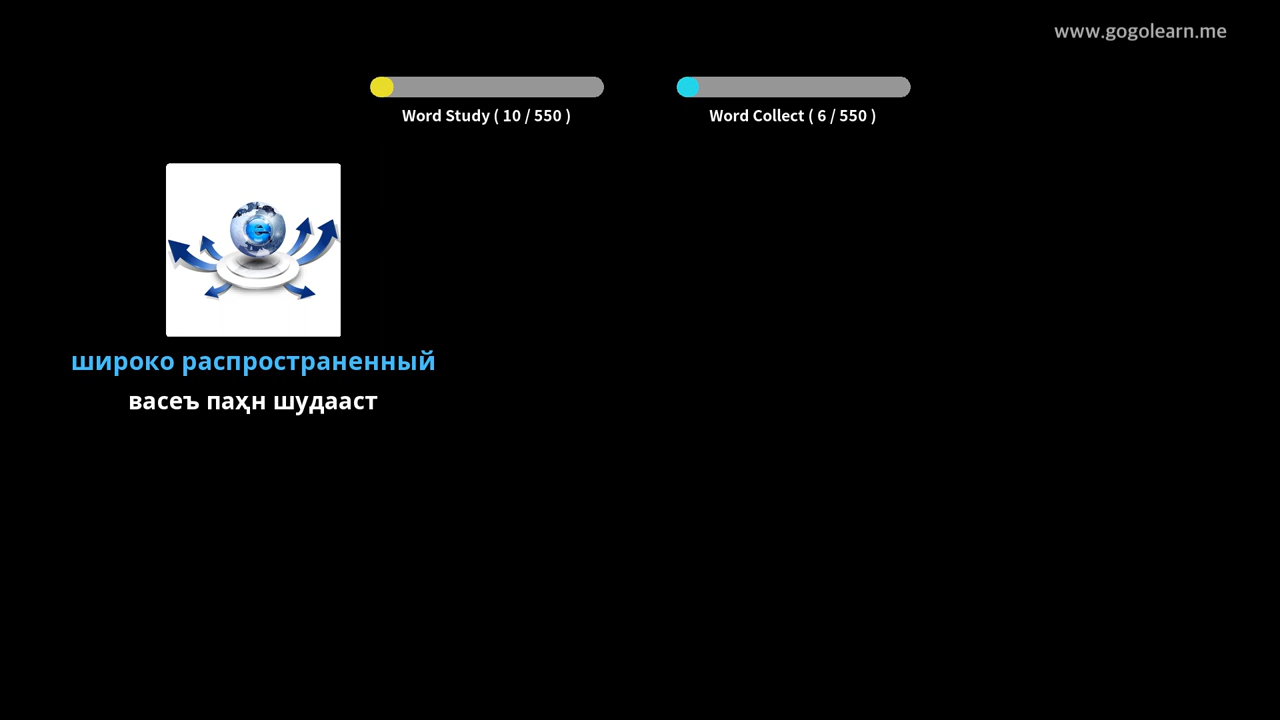 www.gogolearn.me
Word Study ( 10 / 550 )
Word Collect ( 6 / 550 )
e
широко распространенный
васеъ паҳн шудааст